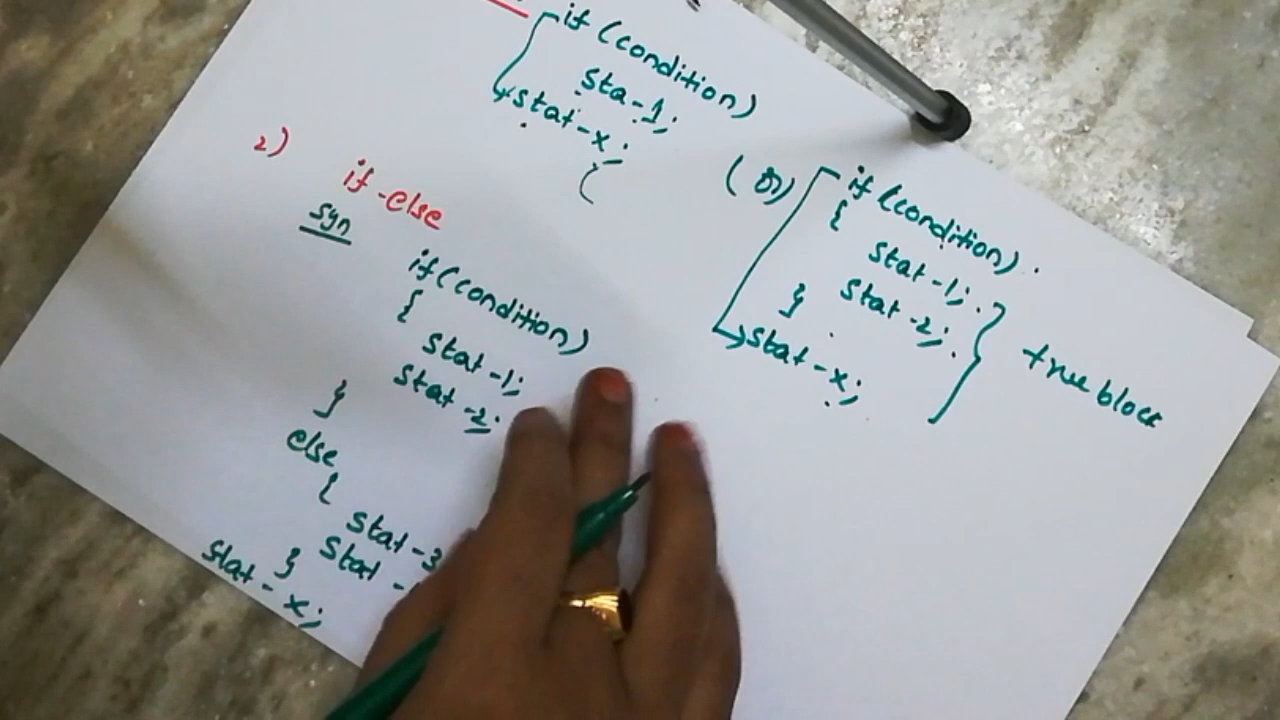 if (condition)
sta-1;
stat-x;
(or) if (condition)
{
stat-1;
stat-2;
}
stat-x;
} true block
2) if-else
syn
if (condition)
{
stat-1;
stat-2;
}
else
{
stat-3
stat-
}
stat-x;